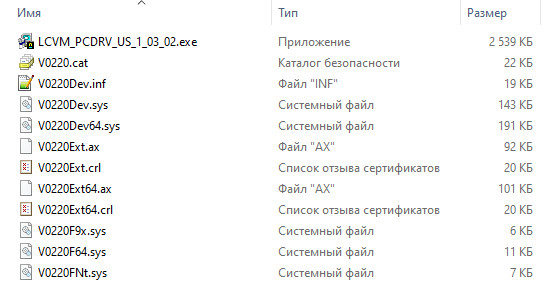 Имя Тип Размер
LCVM_PCDRV_US_1_03_02.exe Приложение 2 539 КБ
V0220.cat Каталог безопасности 22 КБ
V0220Dev.inf Файл "INF" 19 КБ
V0220Dev.sys Системный файл 143 КБ
V0220Dev64.sys Системный файл 191 КБ
V0220Ext.ax Файл "AX" 92 КБ
V0220Ext.crl Список отзыва сертификатов 20 КБ
V0220Ext64.ax Файл "AX" 101 КБ
V0220Ext64.crl Список отзыва сертификатов 20 КБ
V0220F9x.sys Системный файл 6 КБ
V0220F64.sys Системный файл 11 КБ
V0220FNt.sys Системный файл 7 КБ